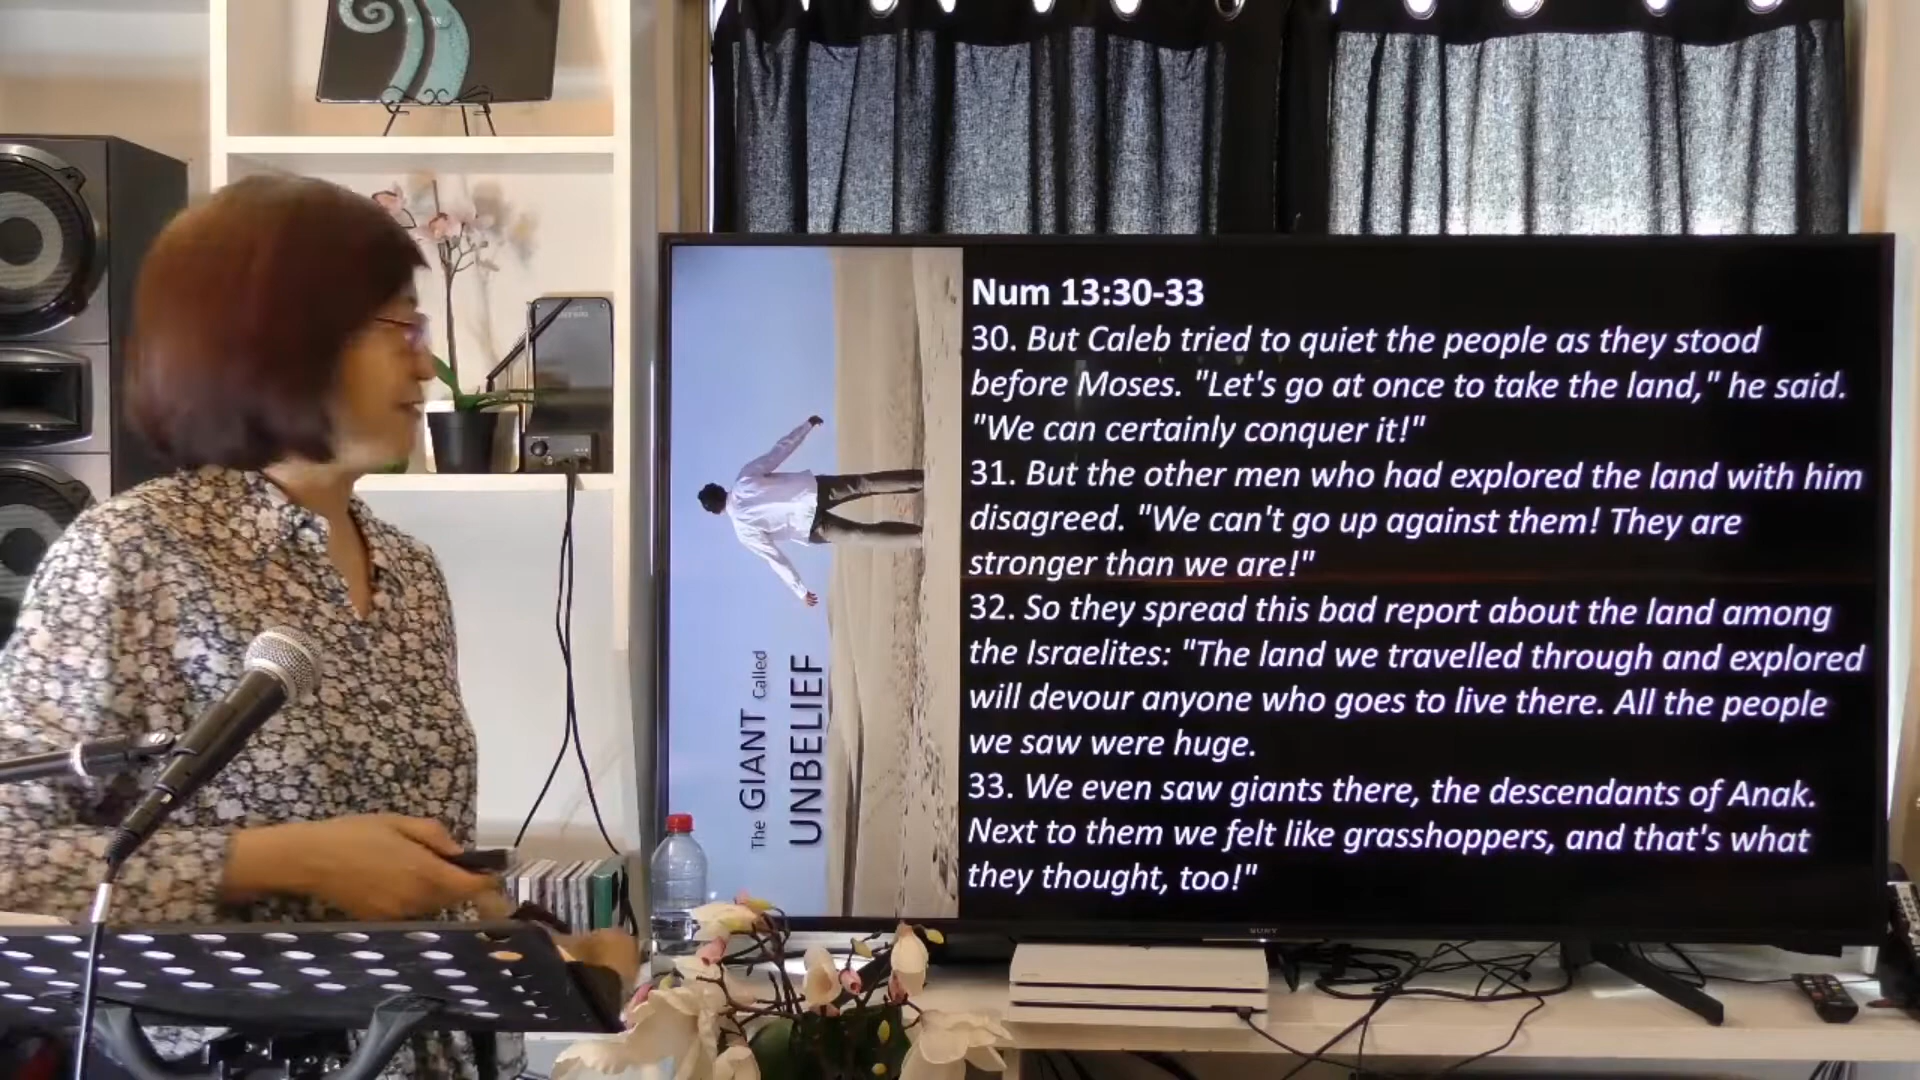 The GIANT Called
UNBELIEF
Num 13:30-33
30. But Caleb tried to quiet the people as they stood
before Moses. "Let's go at once to take the land," he said.
"We can certainly conquer it!"
31. But the other men who had explored the land with him
disagreed. "We can't go up against them! They are
stronger than we are!"
32. So they spread this bad report about the land among
the Israelites: "The land we travelled through and explored
will devour anyone who goes to live there. All the people
we saw were huge.
33. We even saw giants there, the descendants of Anak.
Next to them we felt like grasshoppers, and that's what
they thought, too!"
SONY